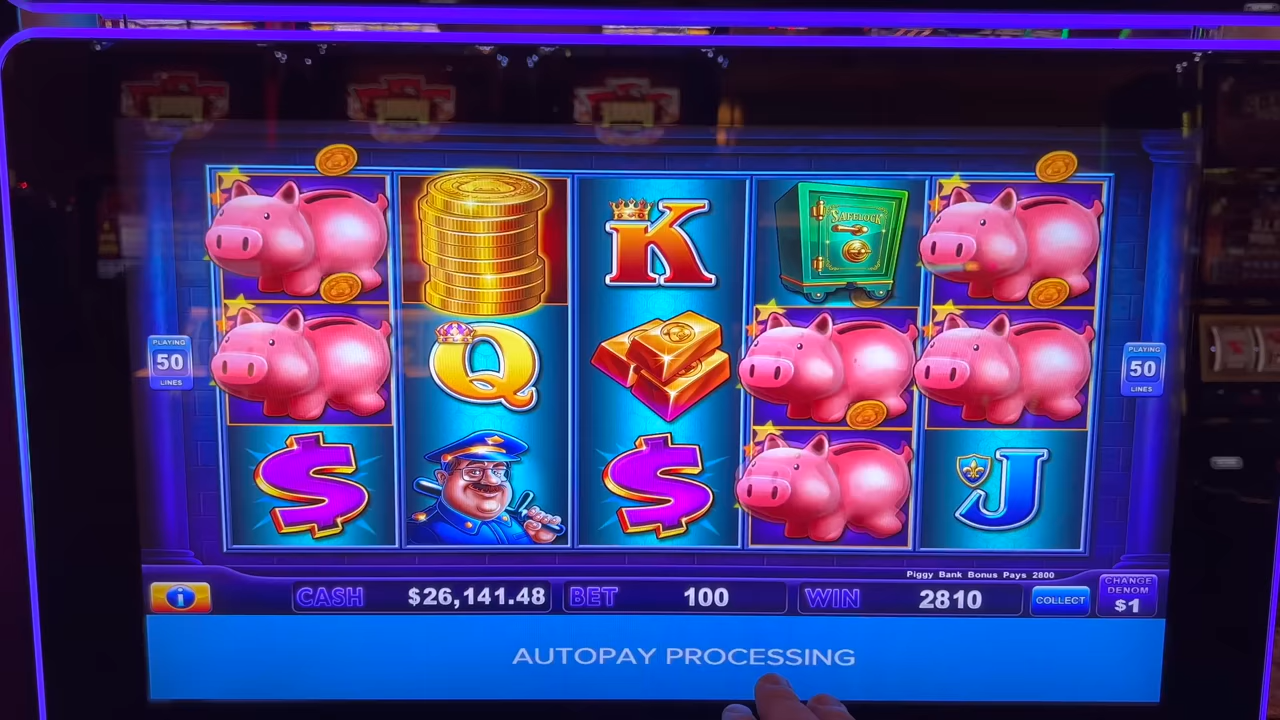 K
SAFELOCK
Q
J
PLAYING
50
LINES
PLAYING
50
LINES
Piggy Bank Bonus Pays 2800
CASH $26,141.48 BET 100 WIN 2810 COLLECT
CHANGE
DENOM
$1
AUTOPAY PROCESSING